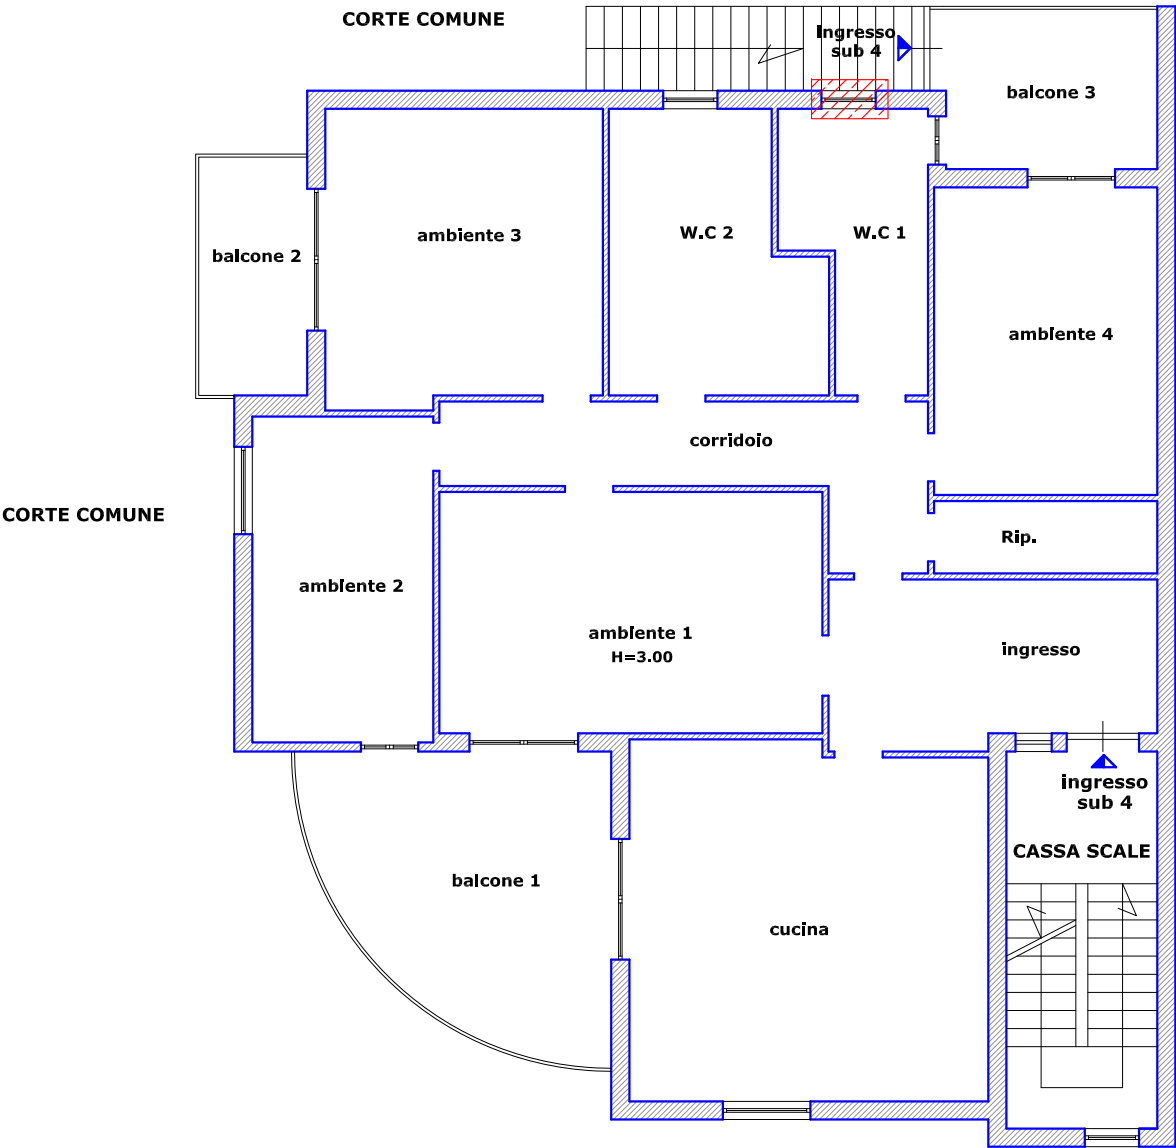 CORTE COMUNE
Ingresso
sub 4
balcone 3
ambiente 3
W.C 2
W.C 1
balcone 2
ambiente 4
corridoio
CORTE COMUNE
Rip.
ambiente 2
ambiente 1
H=3.00
ingresso
ingresso
sub 4
CASSA SCALE
balcone 1
cucina